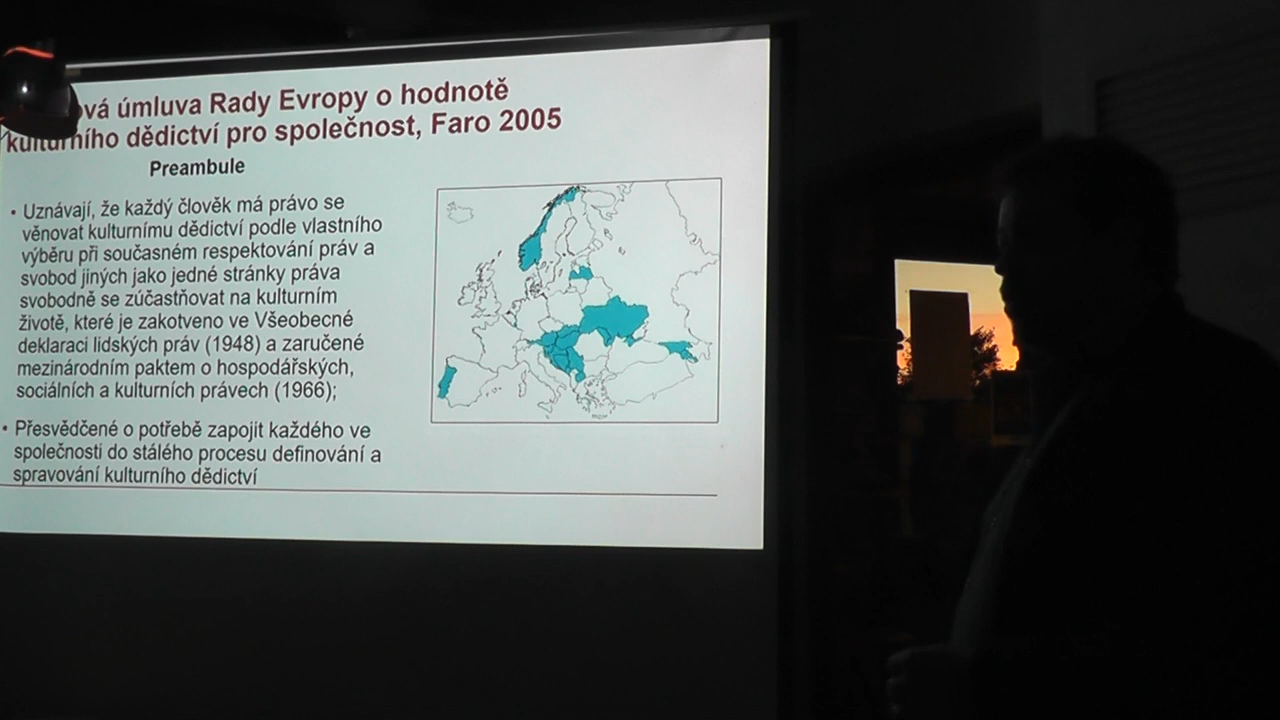 ová úmluva Rady Evropy o hodnotě
kulturního dědictví pro společnost, Faro 2005
Preambule
• Uznávají, že každý člověk má právo se
věnovat kulturnímu dědictví podle vlastního
výběru při současném respektování práv a
svobod jiných jako jedné stránky práva
svobodně se zúčastňovat na kulturním
životě, které je zakotveno ve Všeobecné
deklaraci lidských práv (1948) a zaručené
mezinárodním paktem o hospodářských,
sociálních a kulturních právech (1966);
• Přesvědčené o potřebě zapojit každého ve
společnosti do stálého procesu definování a
spravování kulturního dědictví